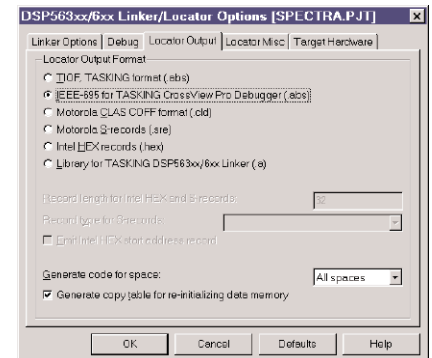 DSP563xx/6xx Linker/Locator Options [SPECTRA.PJT]
Linker Options Debug Locator Output Locator Misc Target Hardware
Locator Output Format
TIOF, TASKING format (.abs)
IEEE-695 for TASKING CrossView Pro Debugger (.abs)
Motorola CLAS COFF format (.cld)
Motorola S-records (.sre)
Intel HEX records (.hex)
Library for TASKING DSP563xx/6xx Linker (.a)
Record length for Intel HEX and S-records: 32
Record type for S-records:
Emit Intel HEX start address record
Generate code for space: All spaces
Generate copy table for re-initializing data memory
OK Cancel Defaults Help